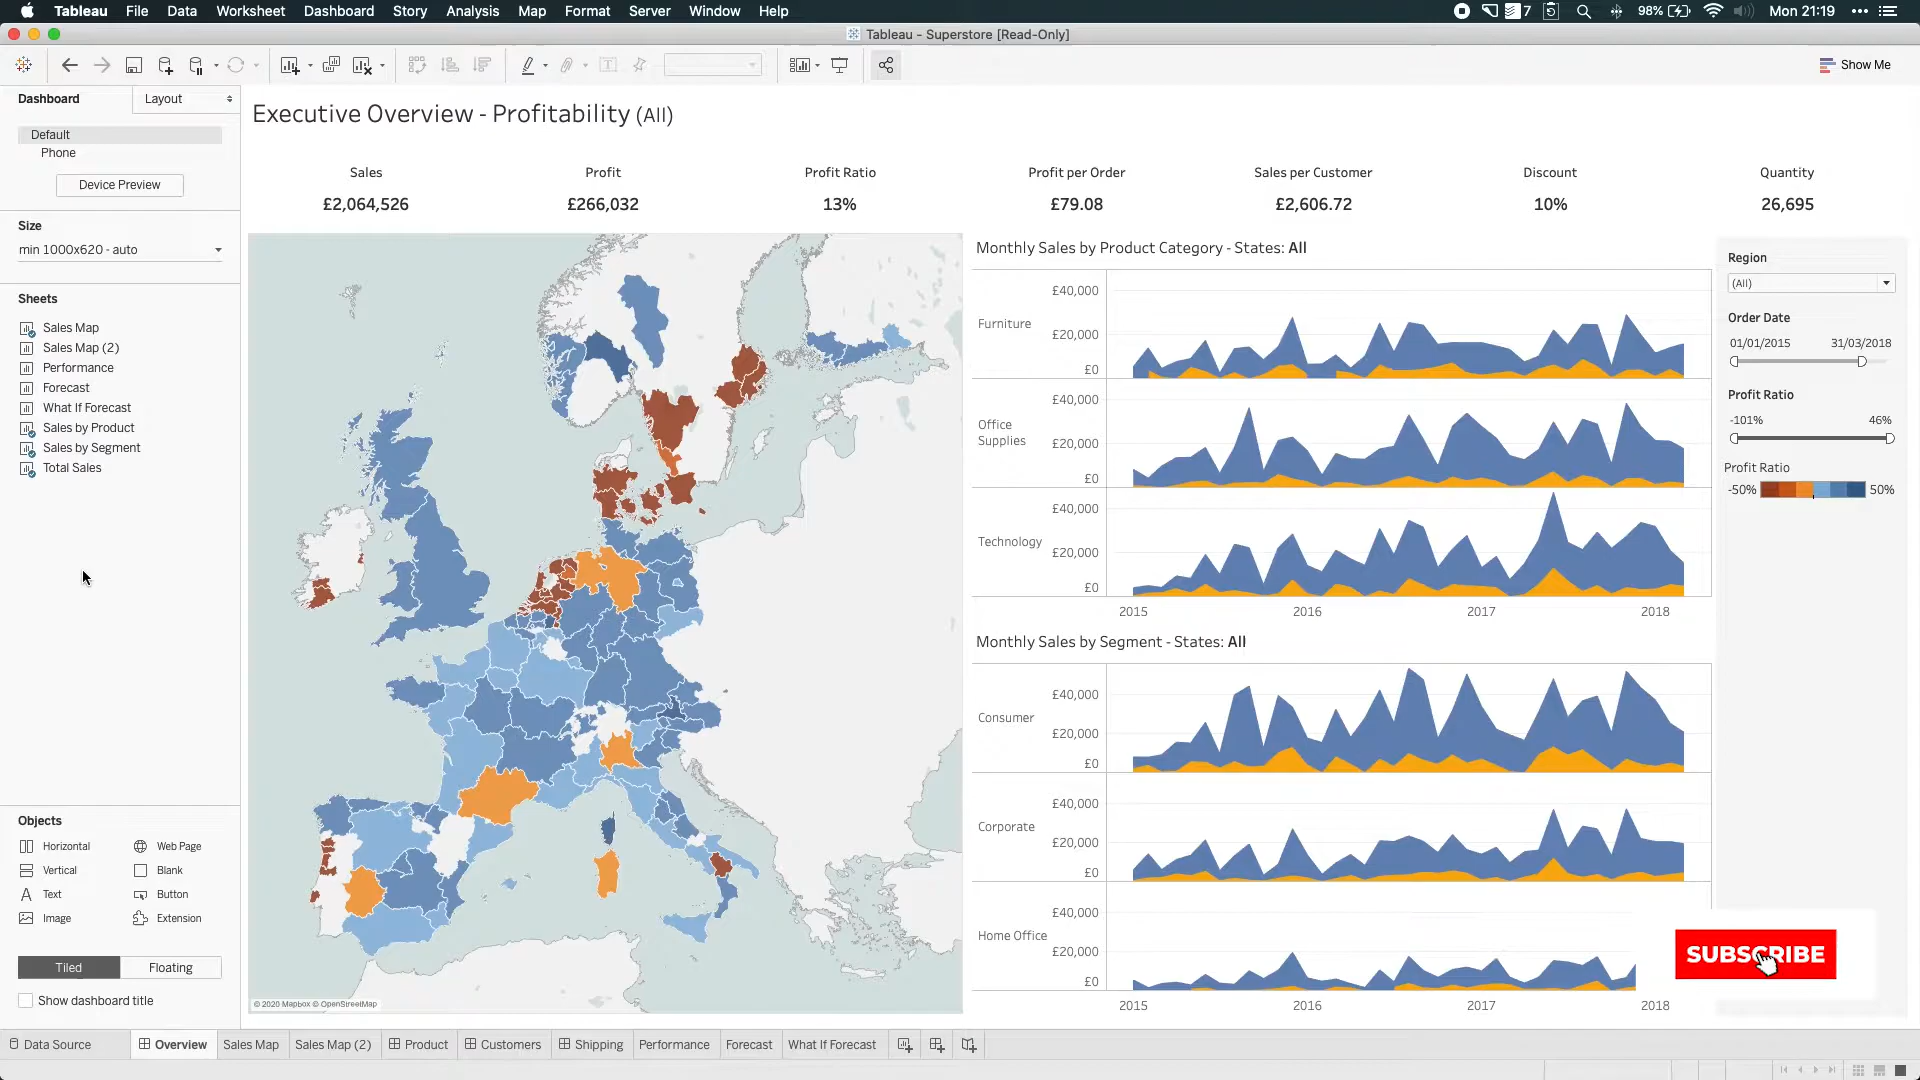 Tableau File Data Worksheet Dashboard Story Analysis Map Format Server Window Help 7 98% Mon 21:19
Tableau - Superstore [Read-Only]
Show Me
Dashboard Layout
Default
Phone
Device Preview
Size
min 1000x620 - auto
Sheets
Sales Map
Sales Map (2)
Performance
Forecast
What If Forecast
Sales by Product
Sales by Segment
Total Sales
Objects
Horizontal Web Page
Vertical Blank
Text Button
Image Extension
Tiled Floating
Show dashboard title
Executive Overview - Profitability (All)
Sales Profit Profit Ratio Profit per Order Sales per Customer Discount Quantity
£2,064,526 £266,032 13% £79.08 £2,606.72 10% 26,695
© 2020 Mapbox © OpenStreetMap
Monthly Sales by Product Category - States: All
Furniture
£40,000
£20,000
£0
Office
Supplies
£40,000
£20,000
£0
Technology
£40,000
£20,000
£0
2015 2016 2017 2018
Monthly Sales by Segment - States: All
Consumer
£40,000
£20,000
£0
Corporate
£40,000
£20,000
£0
Home Office
£40,000
£20,000
£0
2015 2016 2017 2018
Region
(All)
Order Date
01/01/2015 31/03/2018
Profit Ratio
-101% 46%
Profit Ratio
-50% 50%
SUBSCRIBE
Data Source Overview Sales Map Sales Map (2) Product Customers Shipping Performance Forecast What If Forecast